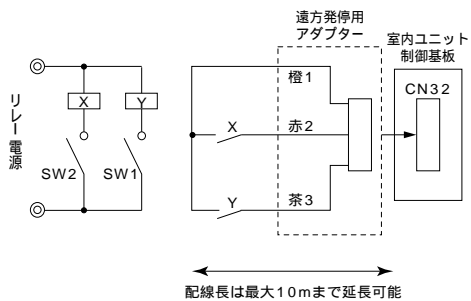 遠方発停用
アダプター
室内ユニット
制御基板
CN32
橙1
X
Y
X
赤2
リレー電源
SW2
SW1
Y
茶3
配線長は最大10mまで延長可能